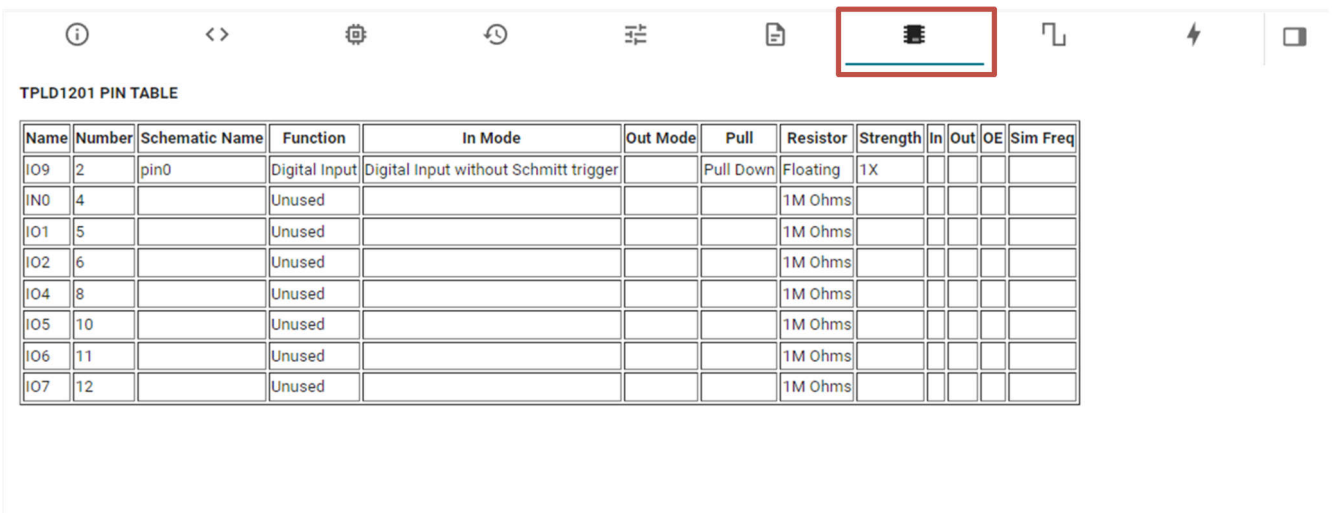 TPLD1201 PIN TABLE
Name Number Schematic Name Function In Mode Out Mode Pull Resistor Strength In Out OE Sim Freq
IO9 2 pin0 Digital Input Digital Input without Schmitt trigger Pull Down Floating 1X
IN0 4 Unused 1M Ohms
IO1 5 Unused 1M Ohms
IO2 6 Unused 1M Ohms
IO4 8 Unused 1M Ohms
IO5 10 Unused 1M Ohms
IO6 11 Unused 1M Ohms
IO7 12 Unused 1M Ohms